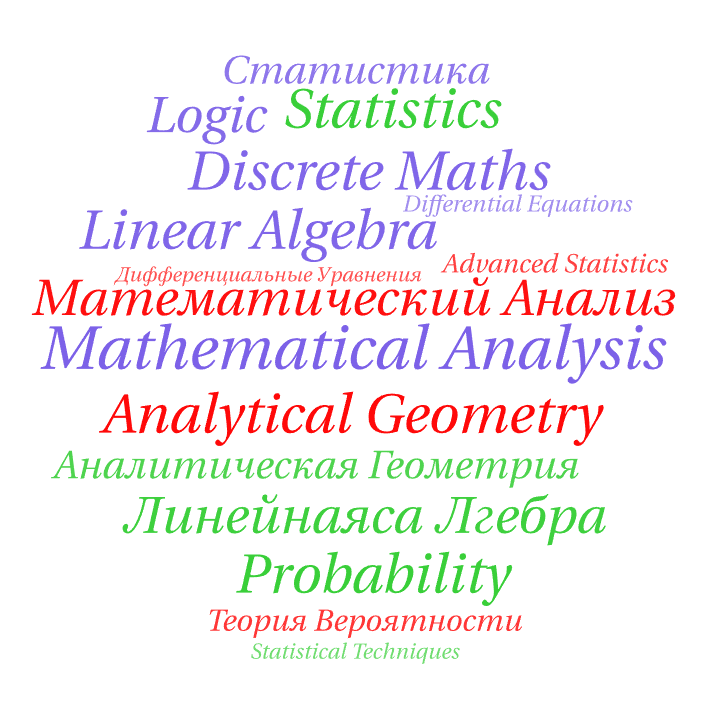 Статистика
Logic Statistics
Discrete Maths
Differential Equations
Linear Algebra
Advanced Statistics
Дифференциальные Уравнения
Математический Анализ
Mathematical Analysis
Analytical Geometry
Аналитическая Геометрия
Линейнаяса Лгебра
Probability
Теория Вероятности
Statistical Techniques